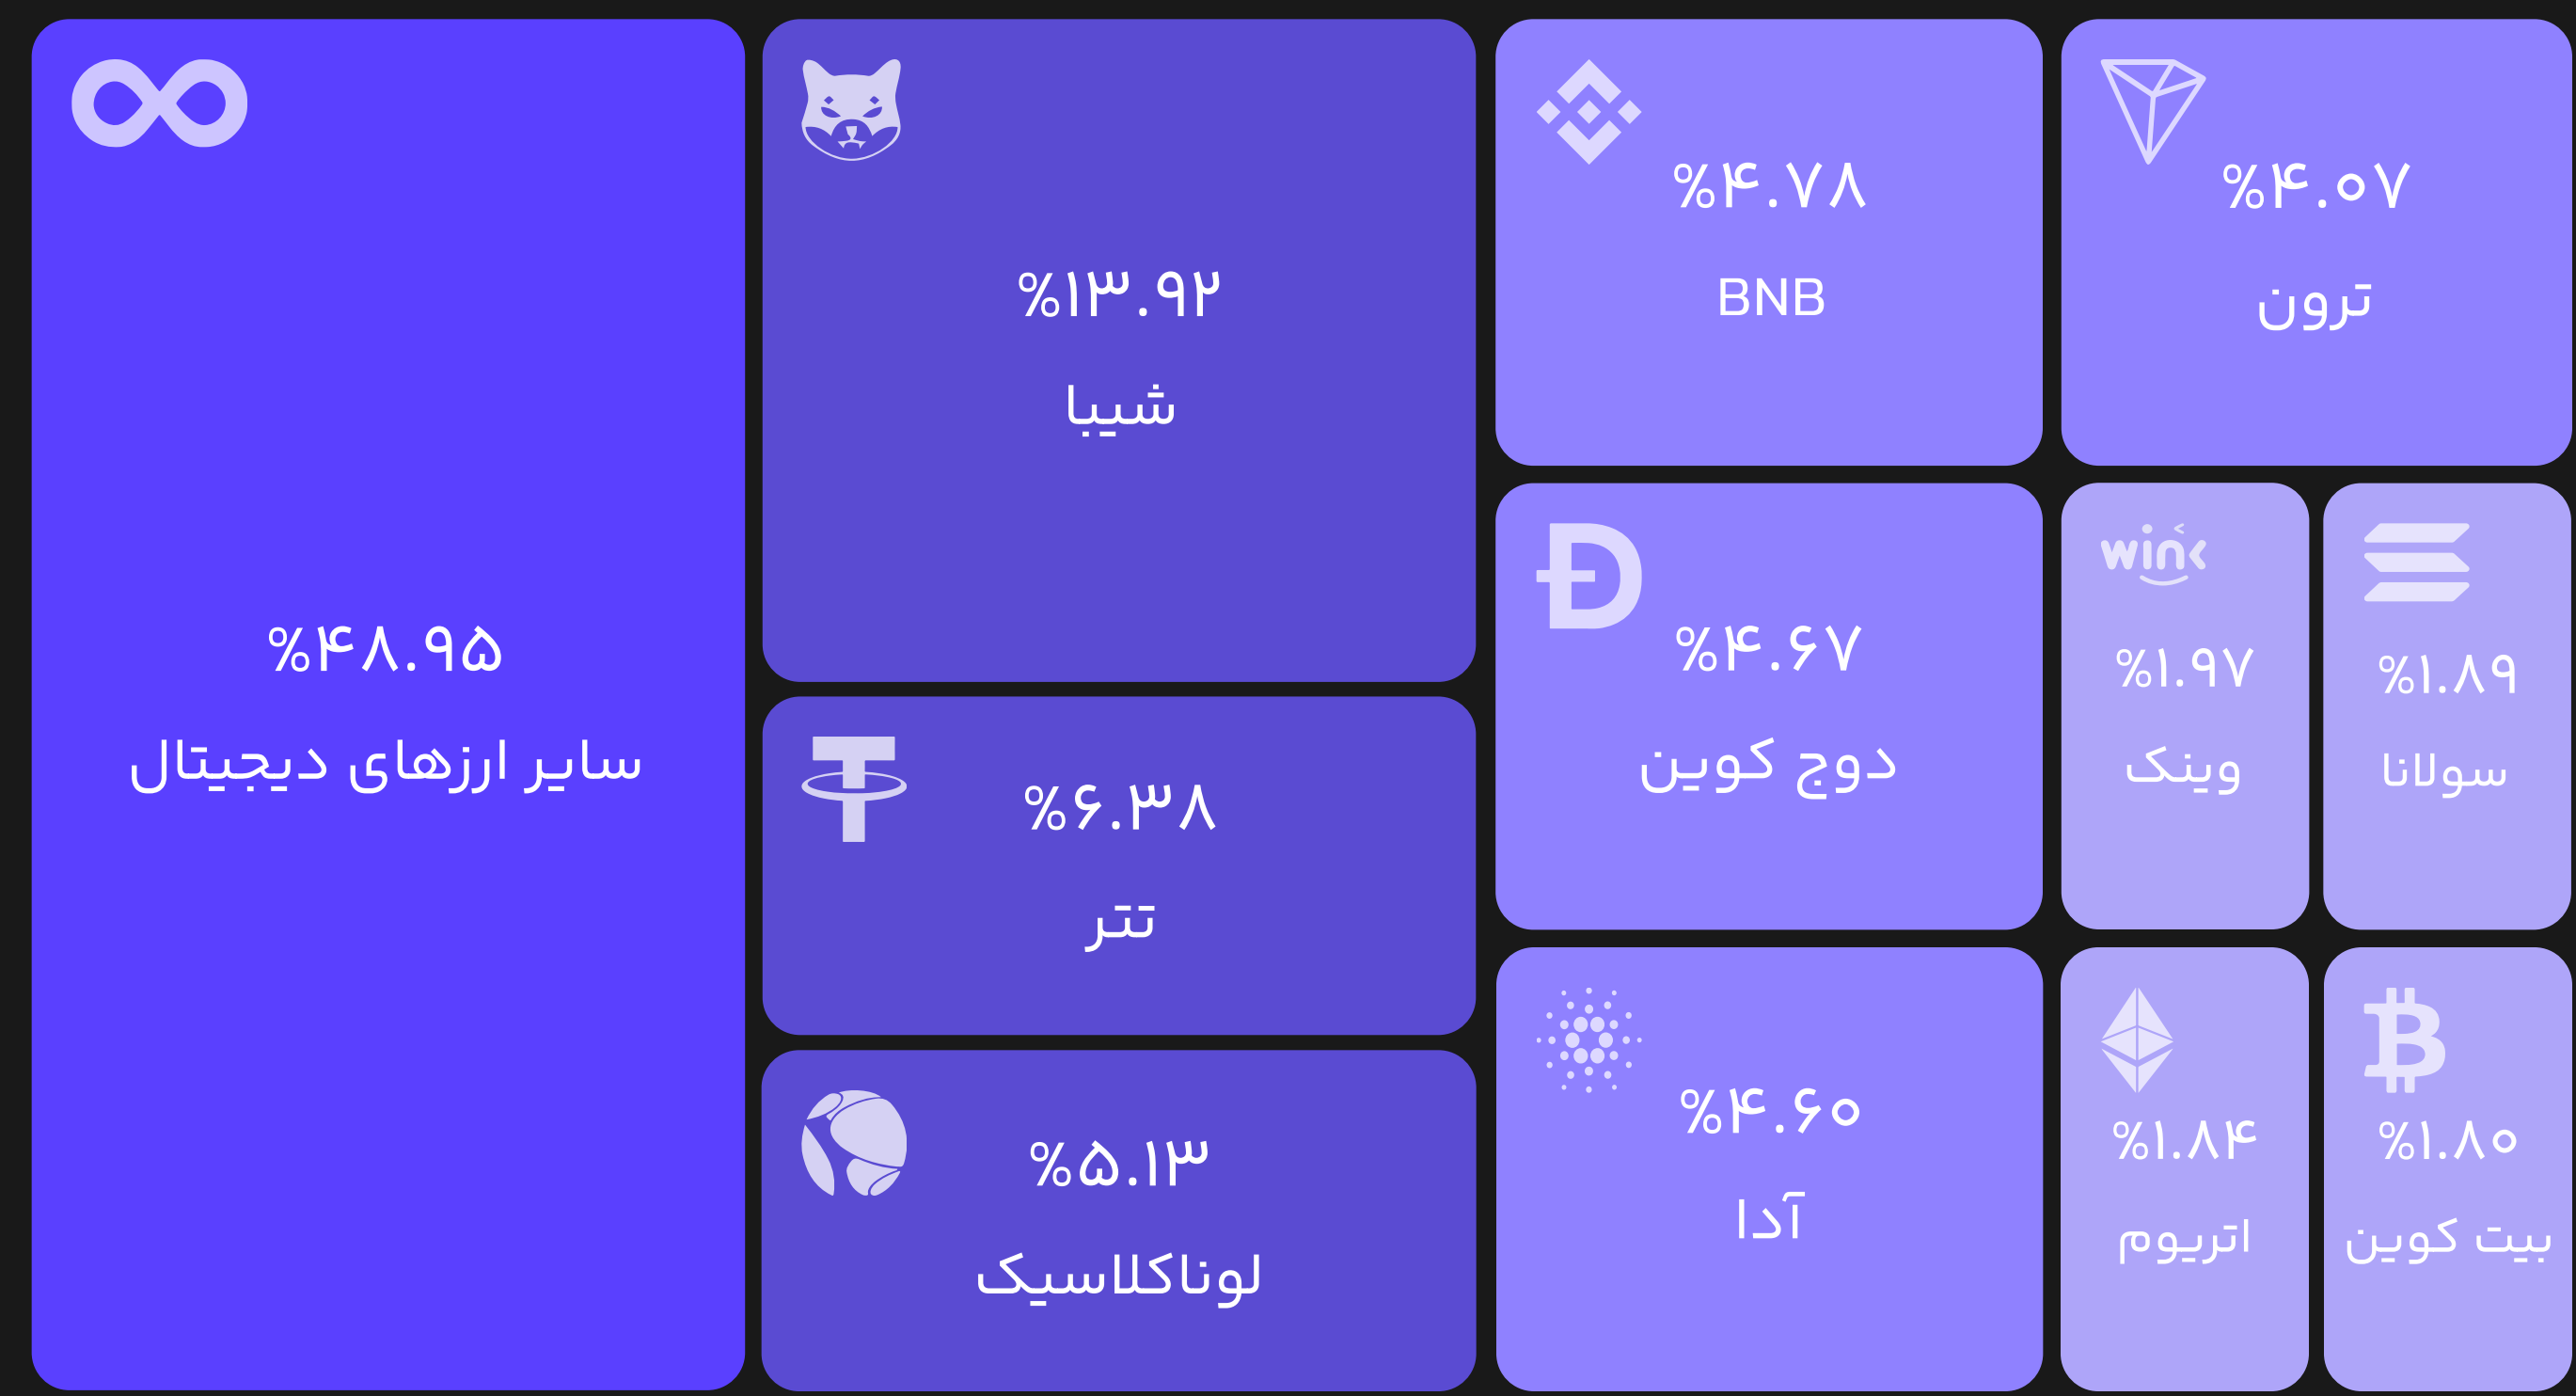 %۴۸.۹۵
سایر ارزهای دیجیتال
%۱۳.۹۲
شیبا
%۶.۳۸
تتر
%۵.۱۳
لوناکلاسیک
%۴.۷۸
BNB
%۴.۶۷
دوج کوین
%۴.۶۰
آدا
%۴.۰۷
ترون
wink
%۱.۹۷
وینک
%۱.۸۹
سولانا
%۱.۸۴
اتریوم
%۱.۸۰
بیت کوین